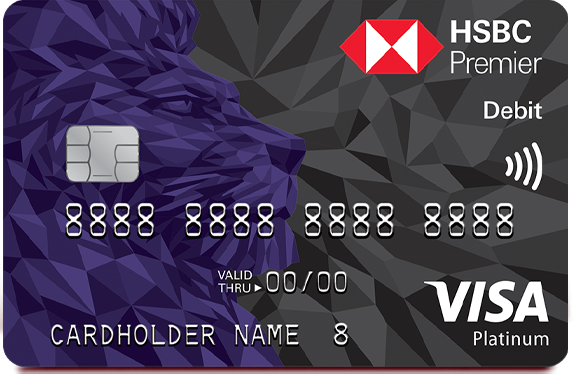 HSBC
Premier
Debit
8888 8888 8888 8888
VALID
THRU ▸ 00/00
CARDHOLDER NAME 8
VISA
Platinum